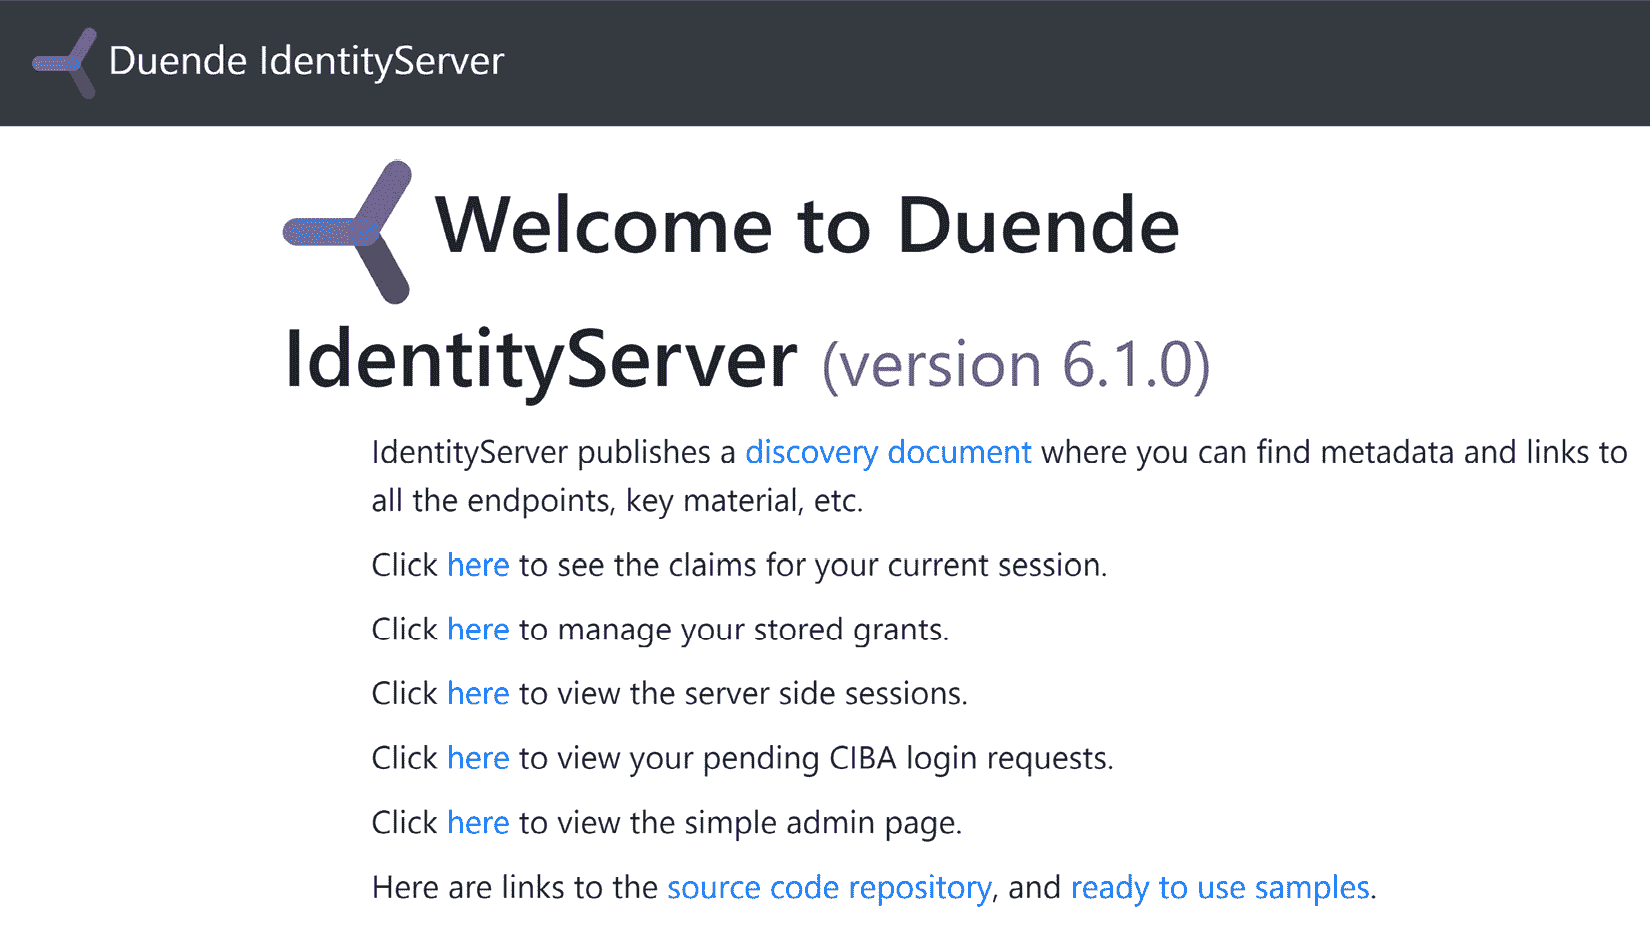 Duende IdentityServer
Welcome to Duende
IdentityServer (version 6.1.0)
IdentityServer publishes a discovery document where you can find metadata and links to
all the endpoints, key material, etc.
Click here to see the claims for your current session.
Click here to manage your stored grants.
Click here to view the server side sessions.
Click here to view your pending CIBA login requests.
Click here to view the simple admin page.
Here are links to the source code repository, and ready to use samples.